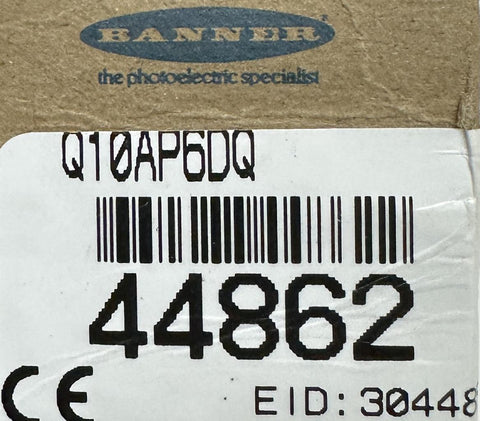 BANNER
the photoelectric specialist
Q10AP6DQ
44862
CE
EID: 30448